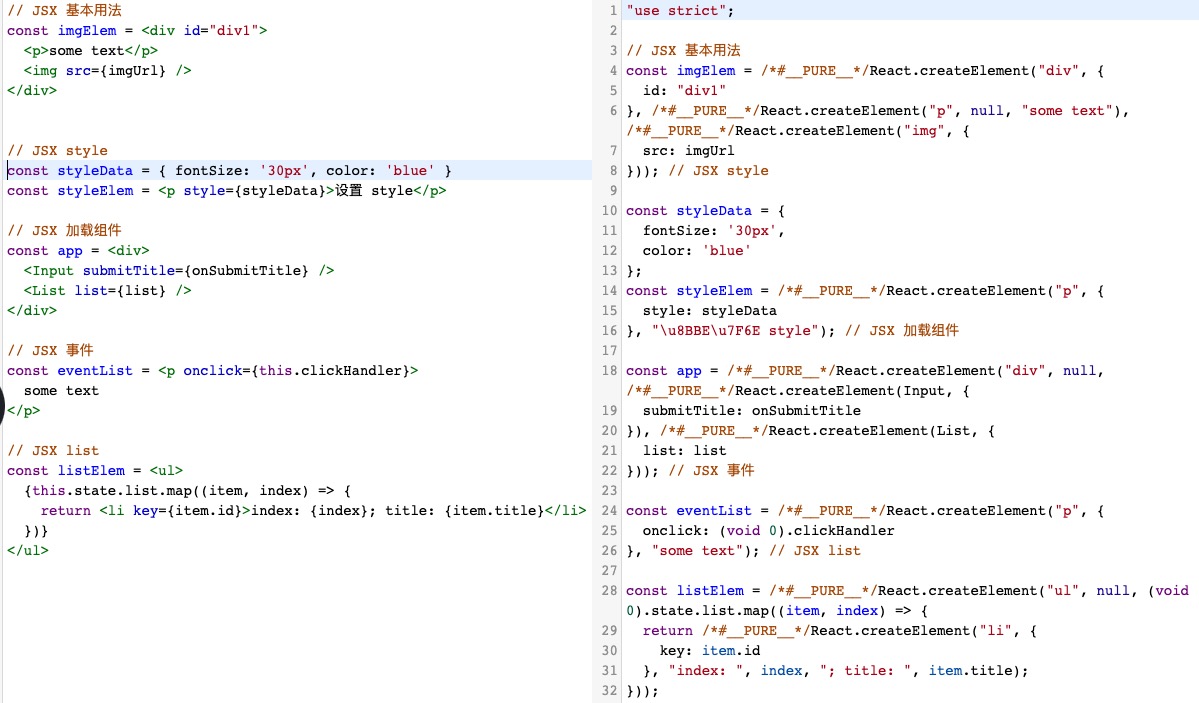 // JSX 基本用法
const imgElem = <div id="div1">
  <p>some text</p>
  <img src={imgUrl} />
</div>
// JSX style
const styleData = { fontSize: '30px', color: 'blue' }
const styleElem = <p style={styleData}>设置 style</p>
// JSX 加载组件
const app = <div>
  <Input submitTitle={onSubmitTitle} />
  <List list={list} />
</div>
// JSX 事件
const eventList = <p onclick={this.clickHandler}>
  some text
</p>
// JSX list
const listElem = <ul>
  {this.state.list.map((item, index) => {
    return <li key={item.id}>index: {index}; title: {item.title}</li>
  })}
</ul>
1 "use strict";
2
3 // JSX 基本用法
4 const imgElem = /*#__PURE__*/React.createElement("div", {
5   id: "div1"
6 }, /*#__PURE__*/React.createElement("p", null, "some text"),
/*#__PURE__*/React.createElement("img", {
7   src: imgUrl
8 })); // JSX style
9
10 const styleData = {
11   fontSize: '30px',
12   color: 'blue'
13 };
14 const styleElem = /*#__PURE__*/React.createElement("p", {
15   style: styleData
16 }, "\u8BBE\u7F6E style"); // JSX 加载组件
17
18 const app = /*#__PURE__*/React.createElement("div", null,
/*#__PURE__*/React.createElement(Input, {
19   submitTitle: onSubmitTitle
20 }), /*#__PURE__*/React.createElement(List, {
21   list: list
22 })); // JSX 事件
23
24 const eventList = /*#__PURE__*/React.createElement("p", {
25   onclick: (void 0).clickHandler
26 }, "some text"); // JSX list
27
28 const listElem = /*#__PURE__*/React.createElement("ul", null, (void
0).state.list.map((item, index) => {
29   return /*#__PURE__*/React.createElement("li", {
30     key: item.id
31   }, "index: ", index, "; title: ", item.title);
32 }));